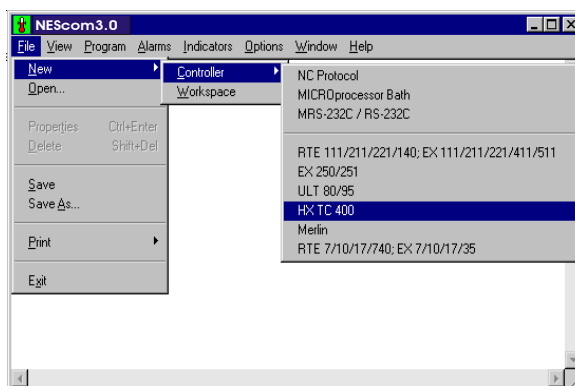 NEScom3.0
File View Program Alarms Indicators Options Window Help
New
Open...
Properties Ctrl+Enter
Delete Shift+Del
Save
Save As...
Print
Exit
Controller
Workspace
NC Protocol
MICROprocessor Bath
MRS-232C / RS-232C
RTE 111/211/221/140; EX 111/211/221/411/511
EX 250/251
ULT 80/95
HX TC 400
Merlin
RTE 7/10/17/740; EX 7/10/17/35